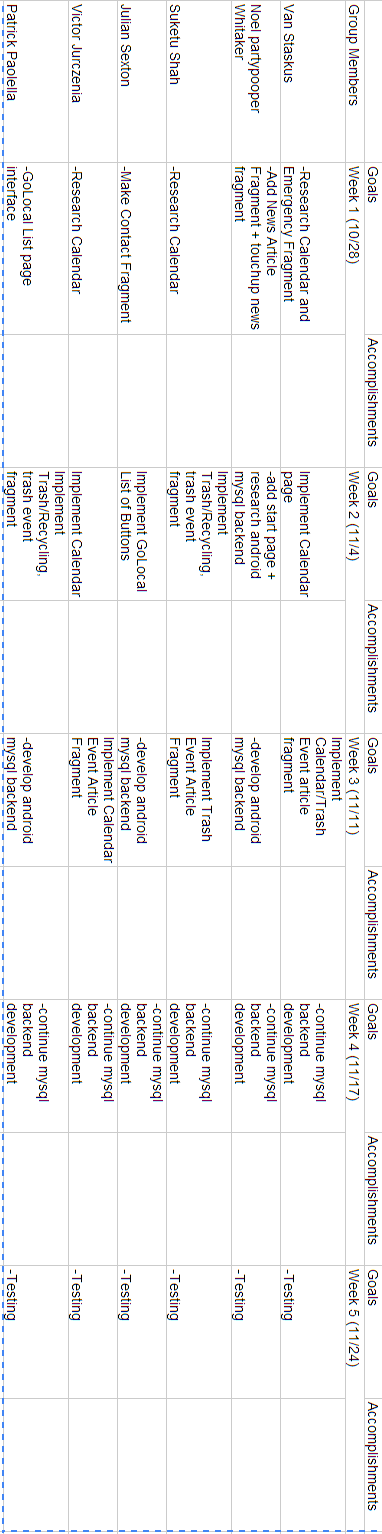 Goals Accomplishments Goals Accomplishments Goals Accomplishments Goals Accomplishments Goals Accomplishments
Group Members Week 1 (10/28) Week 2 (11/4) Week 3 (11/11) Week 4 (11/17) Week 5 (11/24)
Van Staskus
-Research Calendar and
Emergency Fragment
Implement Calendar
page
Implement
Calendar/Trash
Event article
fragment
-continue mysql
backend
development
-Testing
Noel partypooper
Whitaker
-Add News Article
Fragment + touchup news
fragment
-add start page +
research android
mysql backend
-develop android
mysql backend
-continue mysql
backend
development
-Testing
Suketu Shah
-Research Calendar
Implement
Trash/Recycling,
trash event
fragment
Implement Trash
Event Article
Fragment
-continue mysql
backend
development
-Testing
Julian Sexton
-Make Contact Fragment
Implement GoLocal
List of Buttons
-develop android
mysql backend
-continue mysql
backend
development
-Testing
Victor Jurczenia
-Research Calendar
Implement Calendar
Implement Calendar
Event Article
Fragment
-continue mysql
backend
development
-Testing
Patrick Paolella
-GoLocal List page
interface
Implement
Trash/Recycling,
trash event
fragment
-develop android
mysql backend
-continue mysql
backend
development
-Testing